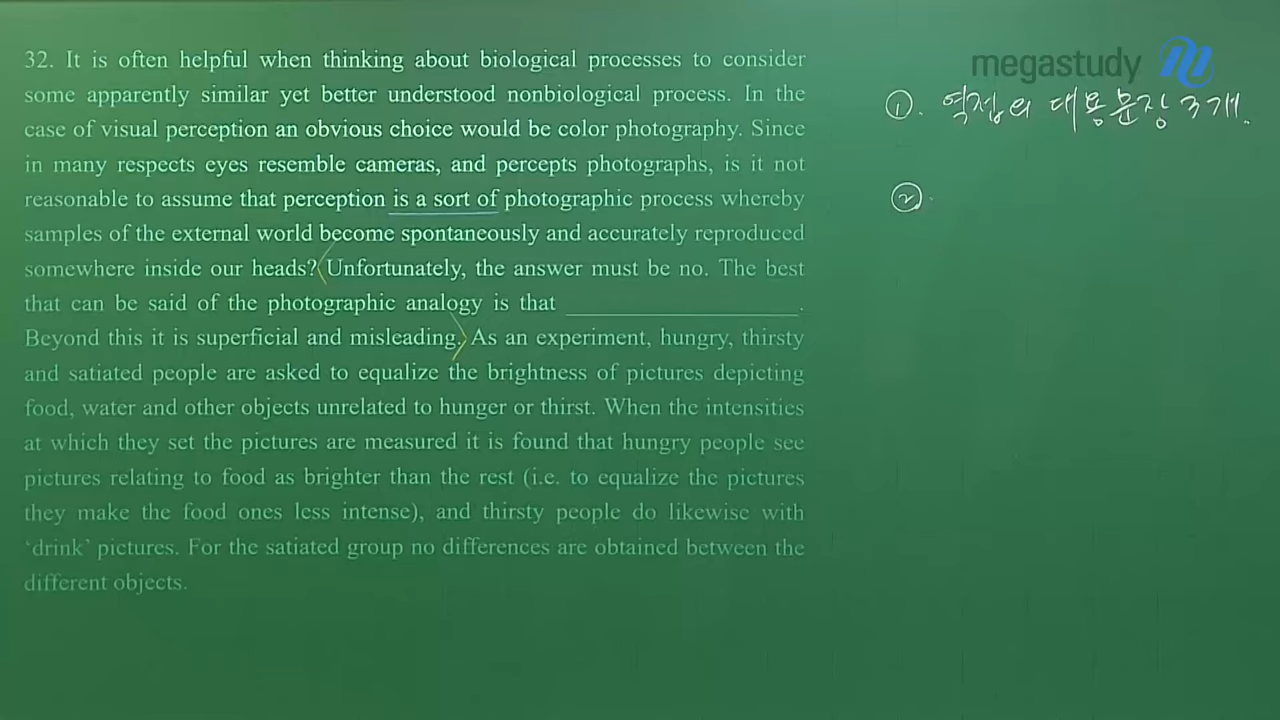 32. It is often helpful when thinking about biological processes to consider
some apparently similar yet better understood nonbiological process. In the
case of visual perception an obvious choice would be color photography. Since
in many respects eyes resemble cameras, and percepts photographs, is it not
reasonable to assume that perception is a sort of photographic process whereby
samples of the external world become spontaneously and accurately reproduced
somewhere inside our heads? Unfortunately, the answer must be no. The best
that can be said of the photographic analogy is that ____________________.
Beyond this it is superficial and misleading. As an experiment, hungry, thirsty
and satiated people are asked to equalize the brightness of pictures depicting
food, water and other objects unrelated to hunger or thirst. When the intensities
at which they set the pictures are measured it is found that hungry people see
pictures relating to food as brighter than the rest (i.e. to equalize the pictures
they make the food ones less intense), and thirsty people do likewise with
‘drink’ pictures. For the satiated group no differences are obtained between the
different objects.
megastudy
①. 역접의 대용문장 3개.
②.